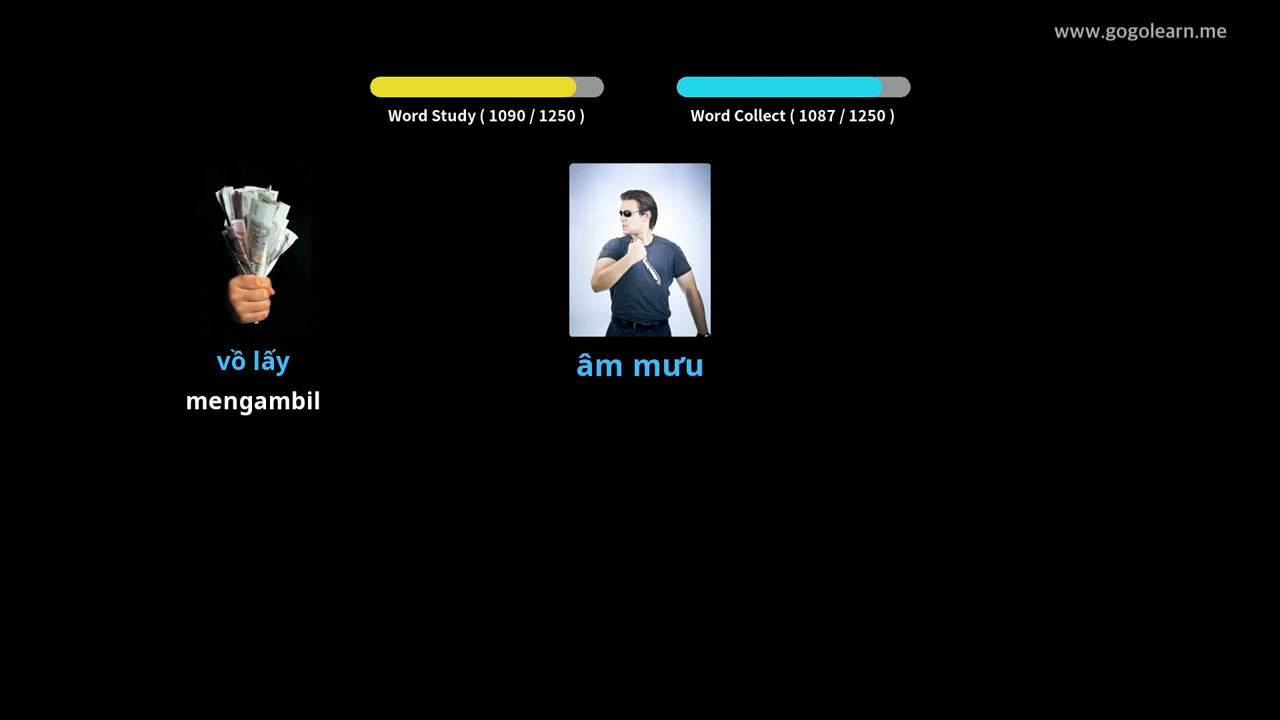 www.gogolearn.me
Word Study ( 1090 / 1250 )
Word Collect ( 1087 / 1250 )
vồ lấy
mengambil
âm mưu